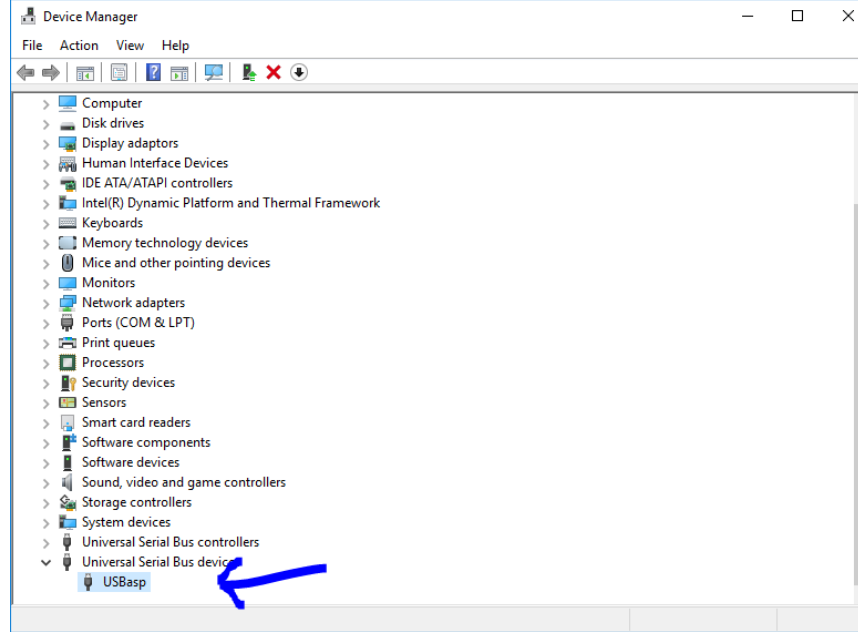 Device Manager
File Action View Help
Computer
Disk drives
Display adaptors
Human Interface Devices
IDE ATA/ATAPI controllers
Intel(R) Dynamic Platform and Thermal Framework
Keyboards
Memory technology devices
Mice and other pointing devices
Monitors
Network adapters
Ports (COM & LPT)
Print queues
Processors
Security devices
Sensors
Smart card readers
Software components
Software devices
Sound, video and game controllers
Storage controllers
System devices
Universal Serial Bus controllers
Universal Serial Bus devices
USBasp